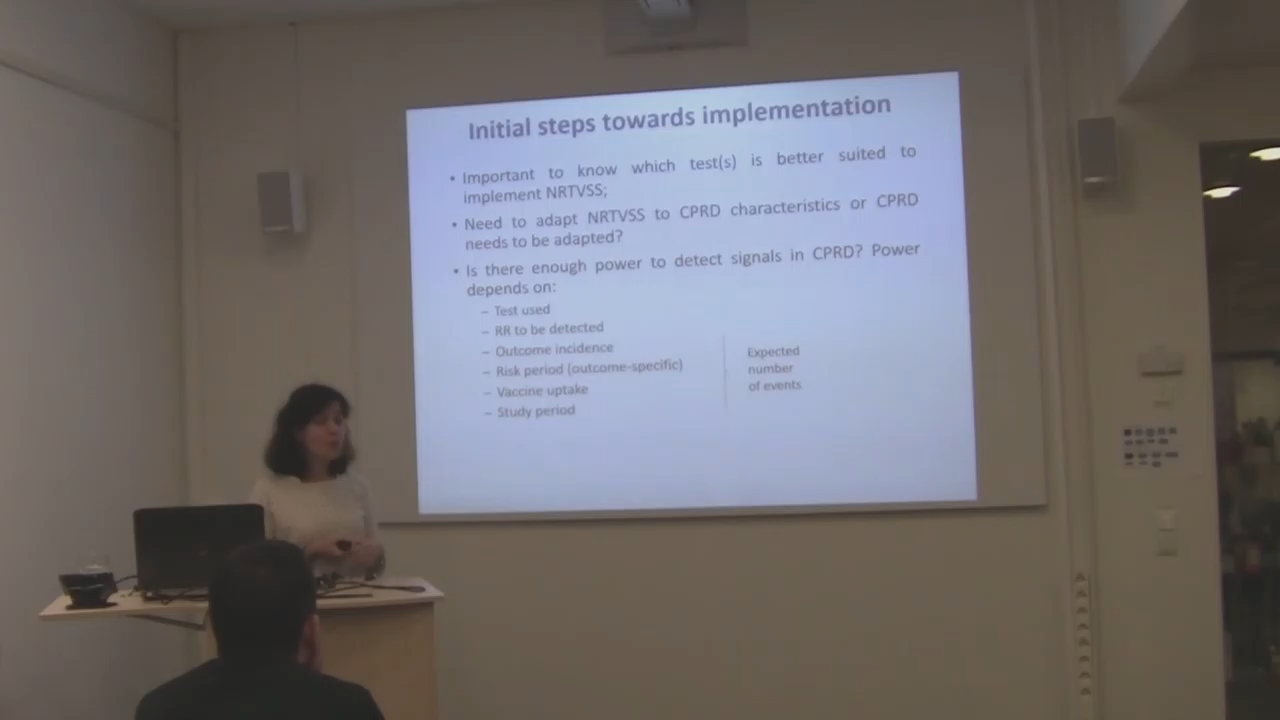 Initial steps towards implementation
• Important to know which test(s) is better suited to
implement NRTVSS;
• Need to adapt NRTVSS to CPRD characteristics or CPRD
needs to be adapted?
• Is there enough power to detect signals in CPRD? Power
depends on:
– Test used
– RR to be detected
– Outcome incidence
– Risk period (outcome-specific)
– Vaccine uptake
– Study period
Expected
number
of events